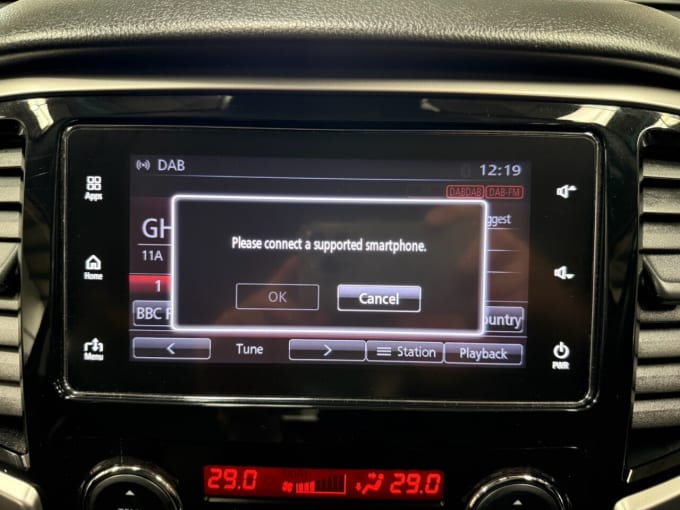 DAB
12:19
DABDAB DAB-FM
Apps
GH
ggest
11A
Please connect a supported smartphone.
Home
1
OK Cancel
BBC
ountry
Menu
< Tune > Station Playback
PWR
29.0 29.0